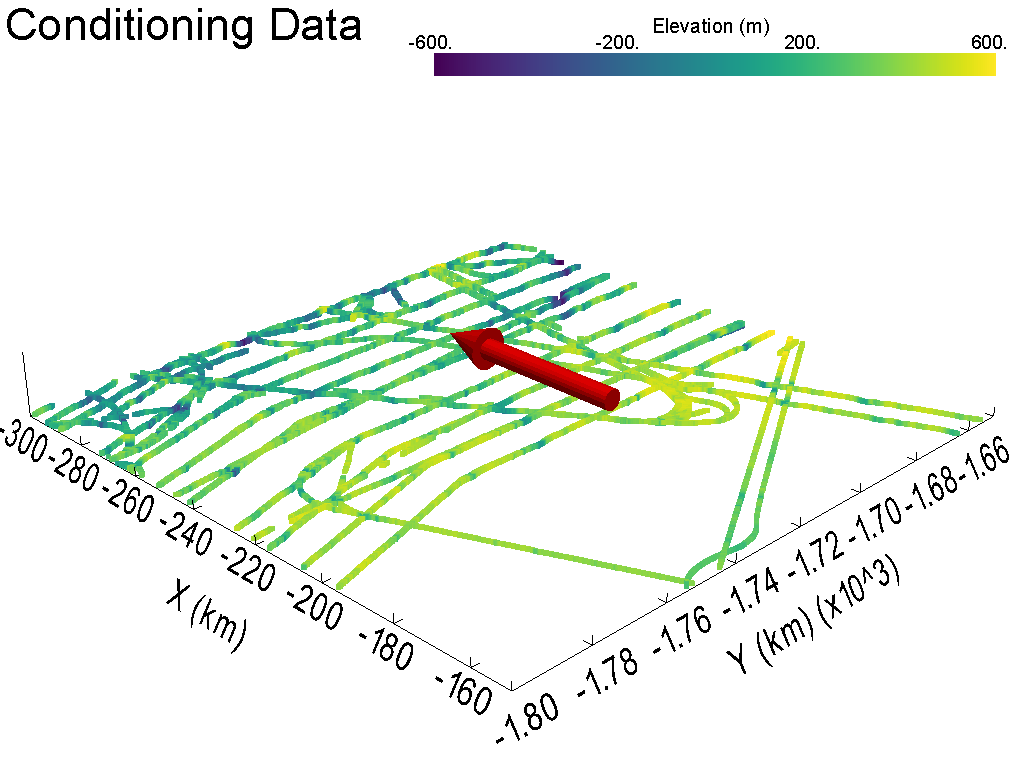 Conditioning Data
Elevation (m)
-600. -200. 200. 600.
-300 -280 -260 -240 -220 -200 -180 -160
X (km)
-1.80 -1.78 -1.76 -1.74 -1.72 -1.70 -1.68 -1.66
Y (km) (x10^3)